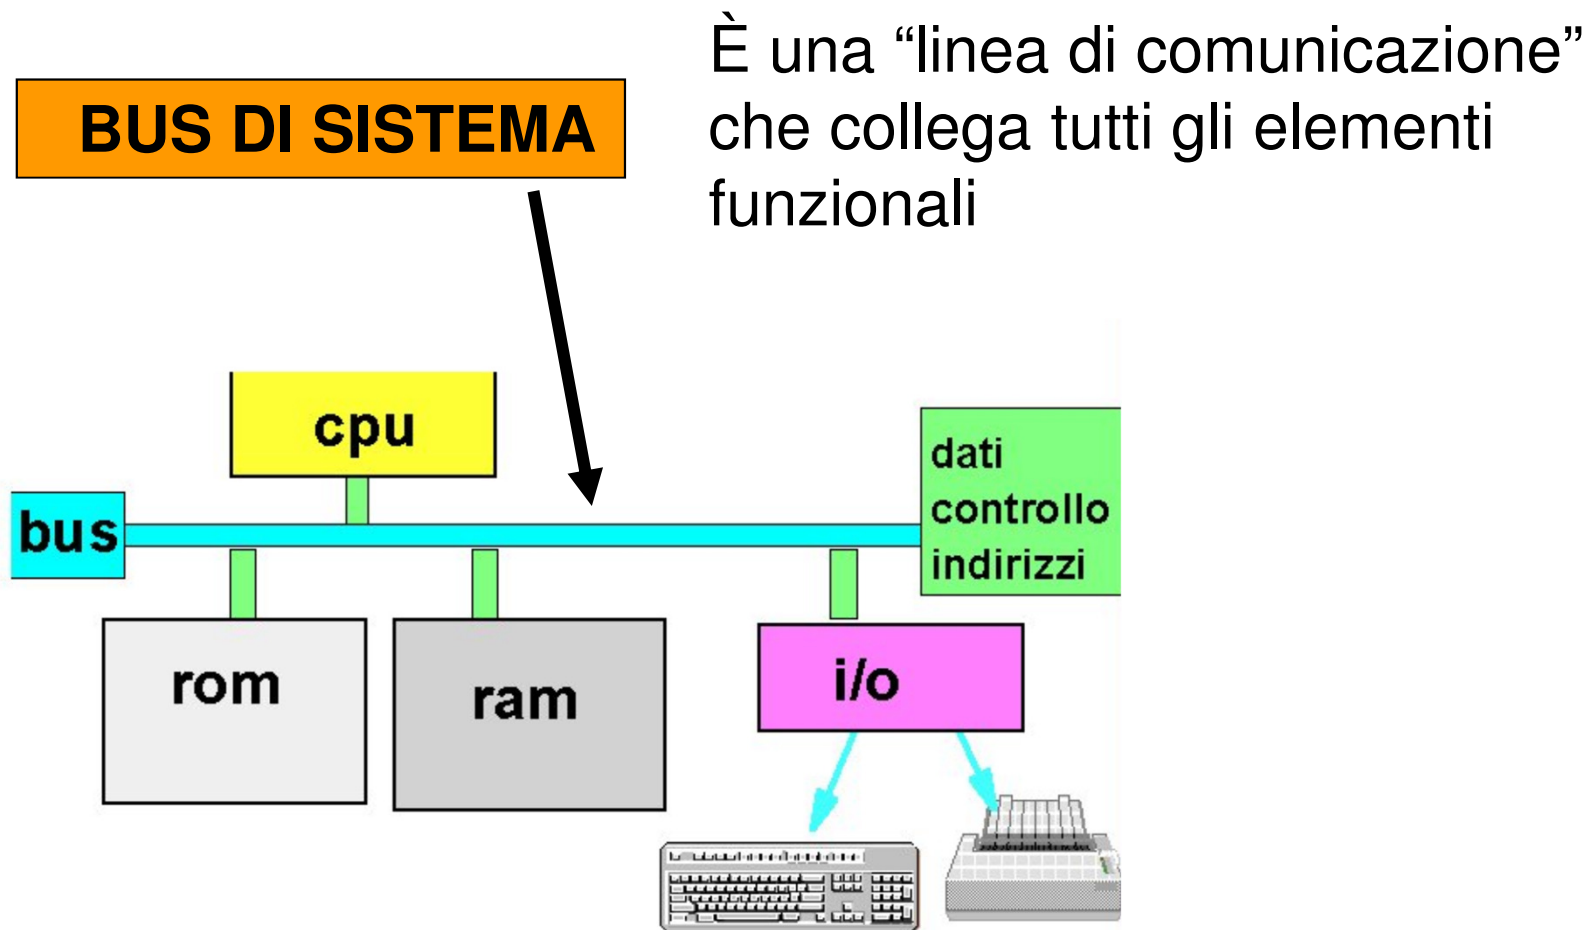 È una “linea di comunicazione”
che collega tutti gli elementi
funzionali
BUS DI SISTEMA
cpu
bus
dati
controllo
indirizzi
rom
ram
i/o